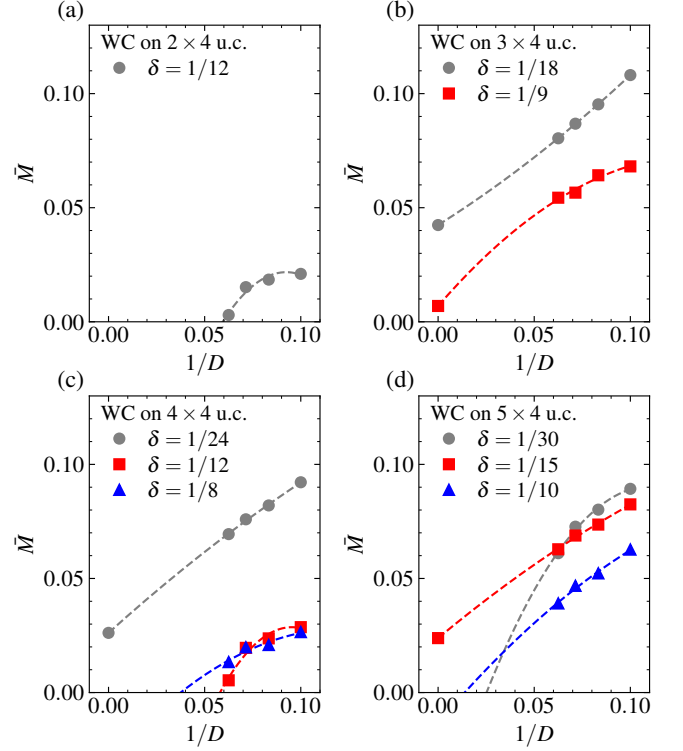 (a)
WC on 2 × 4 u.c.
δ = 1/12
0.10
0.05
0.00
M̄
0.00 0.05 0.10
1/D
(b)
WC on 3 × 4 u.c.
δ = 1/18
δ = 1/9
0.10
0.05
0.00
M̄
0.00 0.05 0.10
1/D
(c)
WC on 4 × 4 u.c.
δ = 1/24
δ = 1/12
δ = 1/8
0.10
0.05
0.00
M̄
0.00 0.05 0.10
1/D
(d)
WC on 5 × 4 u.c.
δ = 1/30
δ = 1/15
δ = 1/10
0.10
0.05
0.00
M̄
0.00 0.05 0.10
1/D